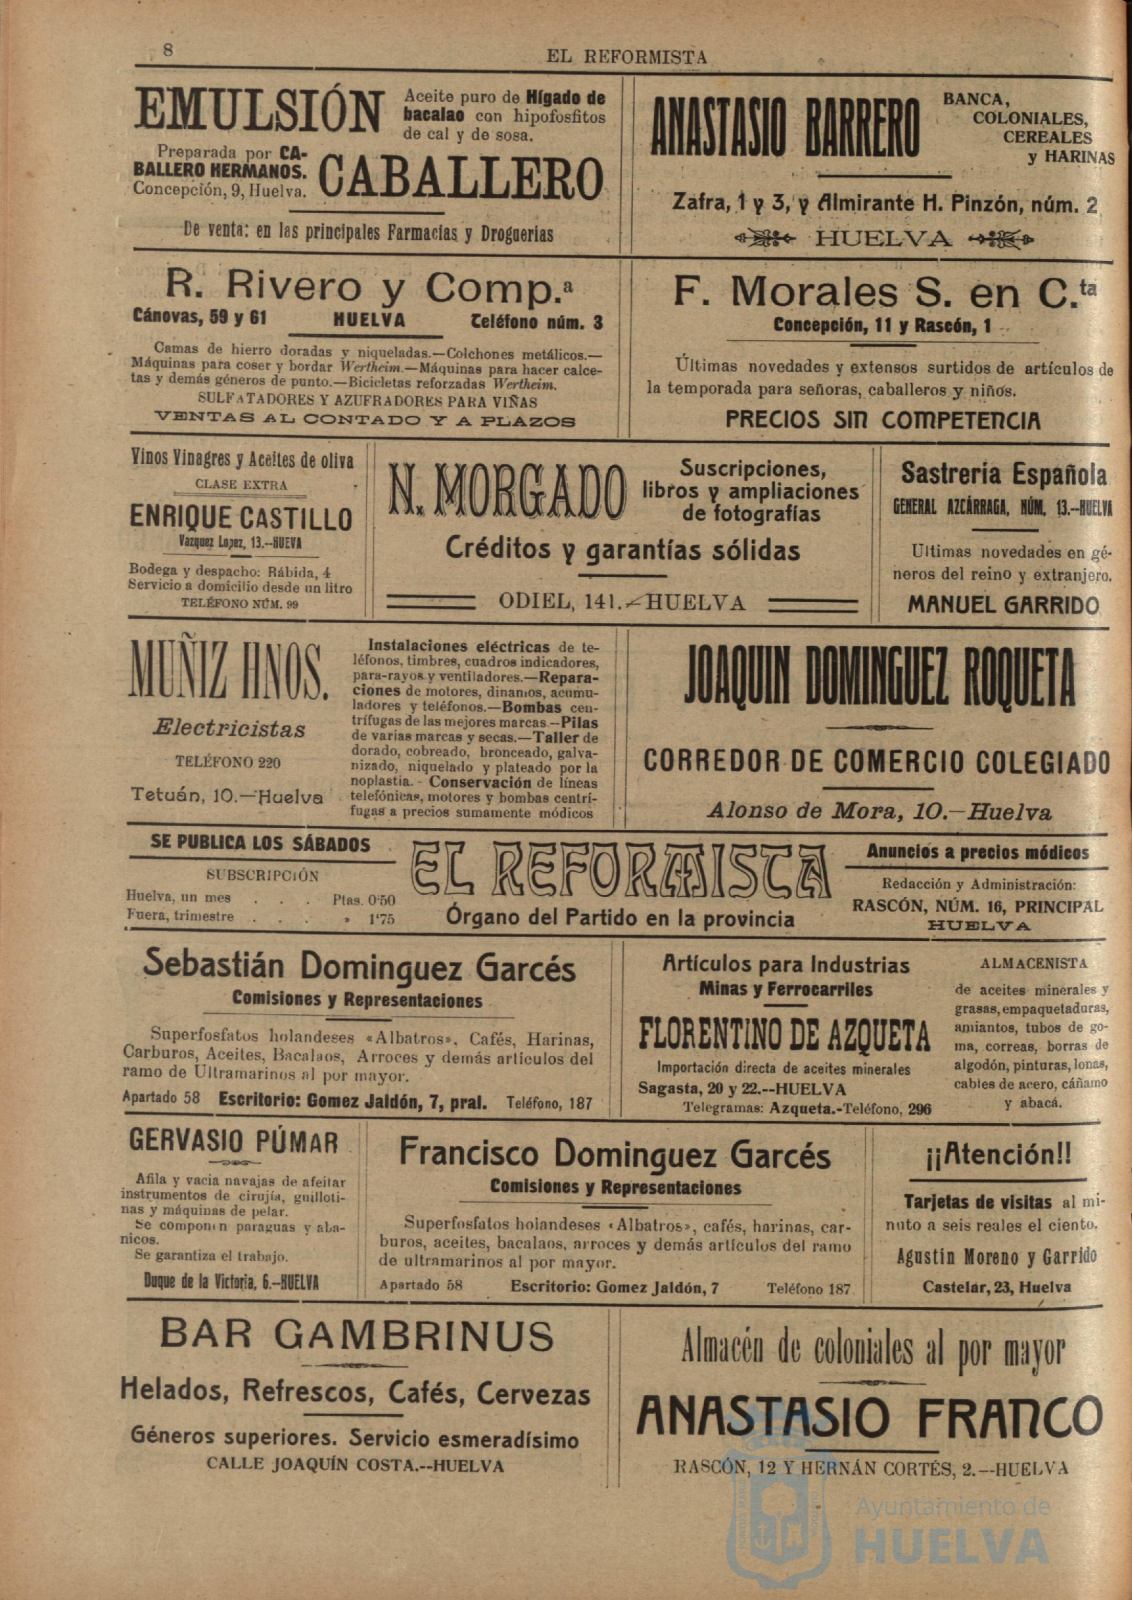 8
EL REFORMISTA
EMULSIÓN
Aceite puro de Hígado de
bacalao con hipofosfitos
de cal y de sosa.
Preparada por CA-
BALLERO HERMANOS.
Concepción, 9, Huelva.
CABALLERO
De venta: en las principales Farmacias y Droguerias
ANASTASIO BARRERO
BANCA,
COLONIALES,
CEREALES
y HARINAS
Zafra, 1 y 3, y Almirante H. Pinzón, núm. 2
HUELVA
R. Rivero y Comp.ª
Cánovas, 59 y 61 HUELVA Teléfono núm. 3
Camas de hierro doradas y niqueladas.—Colchones metálicos.—
Máquinas para coser y bordar Wertheim.—Máquinas para hacer calce-
tas y demás géneros de punto.—Bicicletas reforzadas Wertheim.
SULFATADORES Y AZUFRADORES PARA VIÑAS
VENTAS AL CONTADO Y A PLAZOS
F. Morales S. en C.ta
Concepción, 11 y Rascón, 1
Últimas novedades y extensos surtidos de artículos de
la temporada para señoras, caballeros y niños.
PRECIOS SIN COMPETENCIA
Vinos Vinagres y Aceites de oliva
CLASE EXTRA
ENRIQUE CASTILLO
Vazquez Lopez, 13.--HUEVA
Bodega y despacho: Rábida, 4
Servicio a domicilio desde un litro
TELÉFONO NÚM. 99
N. MORGADO
Suscripciones,
libros y ampliaciones
de fotografías
Créditos y garantías sólidas
ODIEL, 141.—HUELVA
Sastrería Española
GENERAL AZCÁRRAGA, NÚM. 13.--HUELVA
Ultimas novedades en gé-
neros del reino y extranjero.
MANUEL GARRIDO
MUÑIZ HNOS.
Electricistas
TELÉFONO 220
Tetuán, 10.—Huelva
Instalaciones eléctricas de te-
léfonos, timbres, cuadros indicadores,
para-rayos y ventiladores.—Repara-
ciones de motores, dinamos, acumu-
ladores y teléfonos.—Bombas cen-
trífugas de las mejores marcas.—Pilas
de varias marcas y secas.—Taller de
dorado, cobreado, bronceado, galva-
nizado, niquelado y plateado por la
noplastia.- Conservación de líneas
telefónicas, motores y bombas centrí-
fugas a precios sumamente módicos
JOAQUIN DOMINGUEZ ROQUETA
CORREDOR DE COMERCIO COLEGIADO
Alonso de Mora, 10.—Huelva
SE PUBLICA LOS SÁBADOS
SUBSCRIPCIÓN
Huelva, un mes . . . Ptas. 0'50
Fuera, trimestre . . . » 1'75
EL REFORMISTA
Órgano del Partido en la provincia
Anuncios a precios módicos
Redacción y Administración:
RASCÓN, NÚM. 16, PRINCIPAL
HUELVA
Sebastián Dominguez Garcés
Comisiones y Representaciones
Superfosfatos holandeses «Albatros», Cafés, Harinas,
Carburos, Aceites, Bacalaos, Arroces y demás articulos del
ramo de Ultramarinos al por mayor.
Apartado 58 Escritorio: Gomez Jaldón, 7, pral. Teléfono, 187
Artículos para Industrias
Minas y Ferrocarriles
FLORENTINO DE AZQUETA
Importación directa de aceites minerales
Sagasta, 20 y 22.--HUELVA
Telegramas: Azqueta.-Teléfono, 296
ALMACENISTA
de aceites minerales y
grasas, empaquetaduras,
amiantos, tubos de go-
ma, correas, borras de
algodón, pinturas, lonas,
cables de acero, cáñamo
y abacá.
GERVASIO PÚMAR
Afila y vacia navajas de afeitar
instrumentos de cirujía, guilloti-
nas y máquinas de pelar.
Se componen paraguas y aba-
nicos.
Se garantiza el trabajo.
Duque de la Victoria, 6.--HUELVA
Francisco Dominguez Garcés
Comisiones y Representaciones
Superfosfatos holandeses «Albatros», cafés, harinas, car-
buros, aceites, bacalaos, arroces y demás artículos del ramo
de ultramarinos al por mayor.
Apartado 58 Escritorio: Gomez Jaldón, 7 Teléfono 187
¡¡Atención!!
Tarjetas de visitas al mi-
nuto a seis reales el ciento.
Agustín Moreno y Garrido
Castelar, 23, Huelva
BAR GAMBRINUS
Helados, Refrescos, Cafés, Cervezas
Géneros superiores. Servicio esmeradísimo
CALLE JOAQUÍN COSTA.--HUELVA
Almacén de coloniales al por mayor
ANASTASIO FRANCO
RASCÓN, 12 Y HERNÁN CORTÉS, 2.--HUELVA
Ayuntamiento de
HUELVA